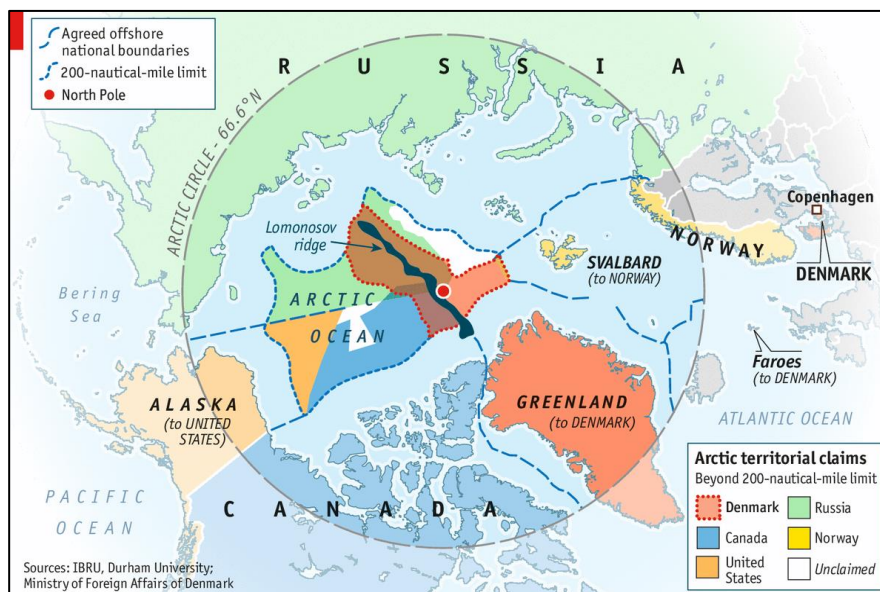 Agreed offshore
national boundaries
200-nautical-mile limit
North Pole
R U S S I A
ARCTIC CIRCLE - 66.6°N
Lomonosov
ridge
Copenhagen
NORWAY
DENMARK
SVALBARD
(to NORWAY)
Bering
Sea
ARCTIC
OCEAN
Faroes
(to DENMARK)
ALASKA
(to UNITED
STATES)
GREENLAND
(to DENMARK)
ATLANTIC OCEAN
PACIFIC
OCEAN
C A N A D A
Arctic territorial claims
Beyond 200-nautical-mile limit
Denmark
Russia
Canada
Norway
United
States
Unclaimed
Sources: IBRU, Durham University;
Ministry of Foreign Affairs of Denmark